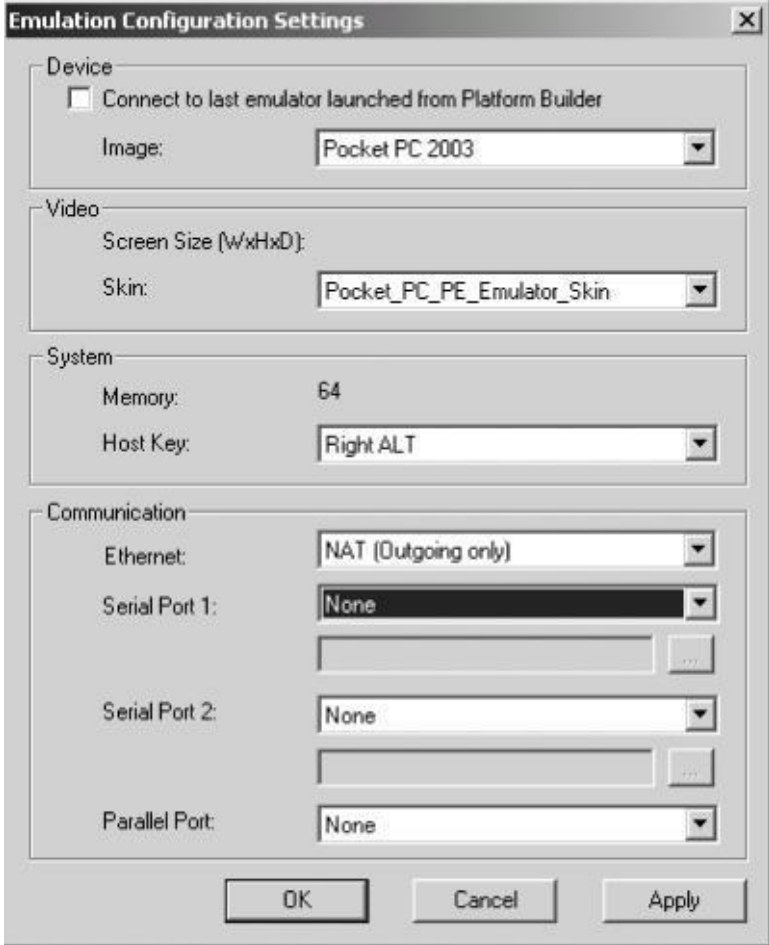 Emulation Configuration Settings
Device
Connect to last emulator launched from Platform Builder
Image: Pocket PC 2003
Video
Screen Size (WxHxD):
Skin: Pocket_PC_PE_Emulator_Skin
System
Memory: 64
Host Key: Right ALT
Communication
Ethernet: NAT (Outgoing only)
Serial Port 1: None
...
Serial Port 2: None
...
Parallel Port: None
OK Cancel Apply